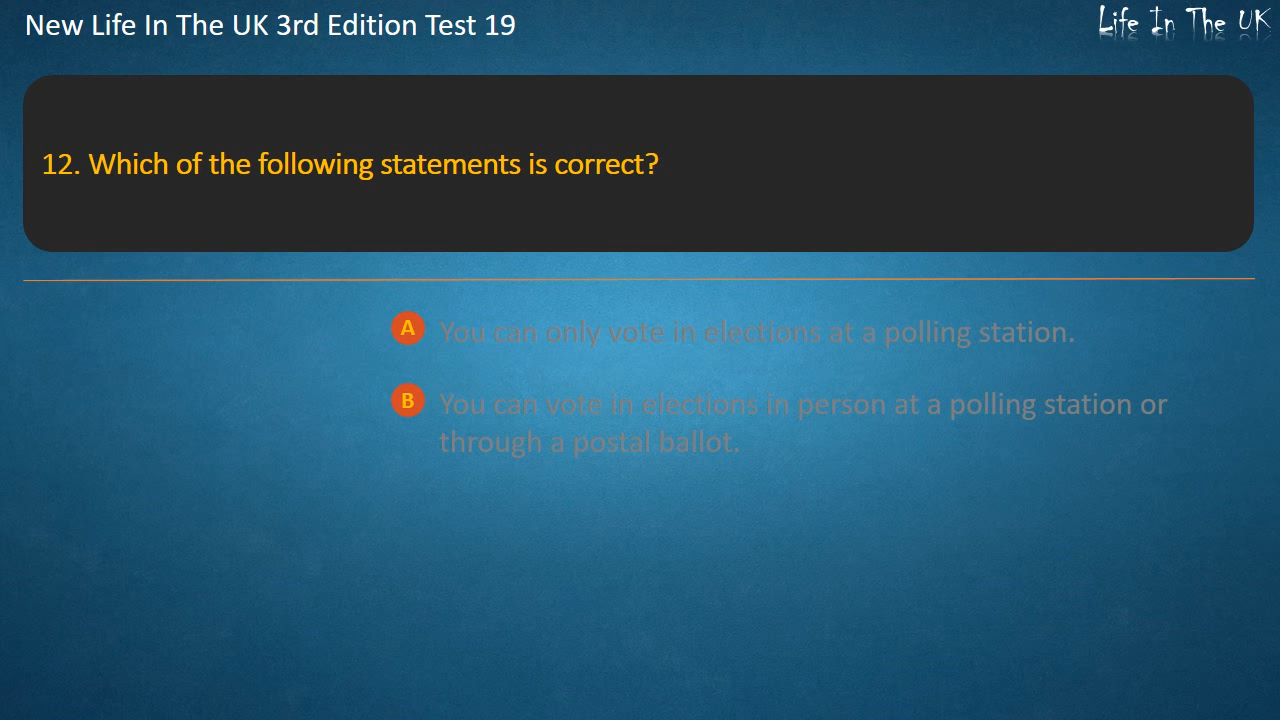 New Life In The UK 3rd Edition Test 19
Life In The UK
12. Which of the following statements is correct?
A You can only vote in elections at a polling station.
B You can vote in elections in person at a polling station or
through a postal ballot.